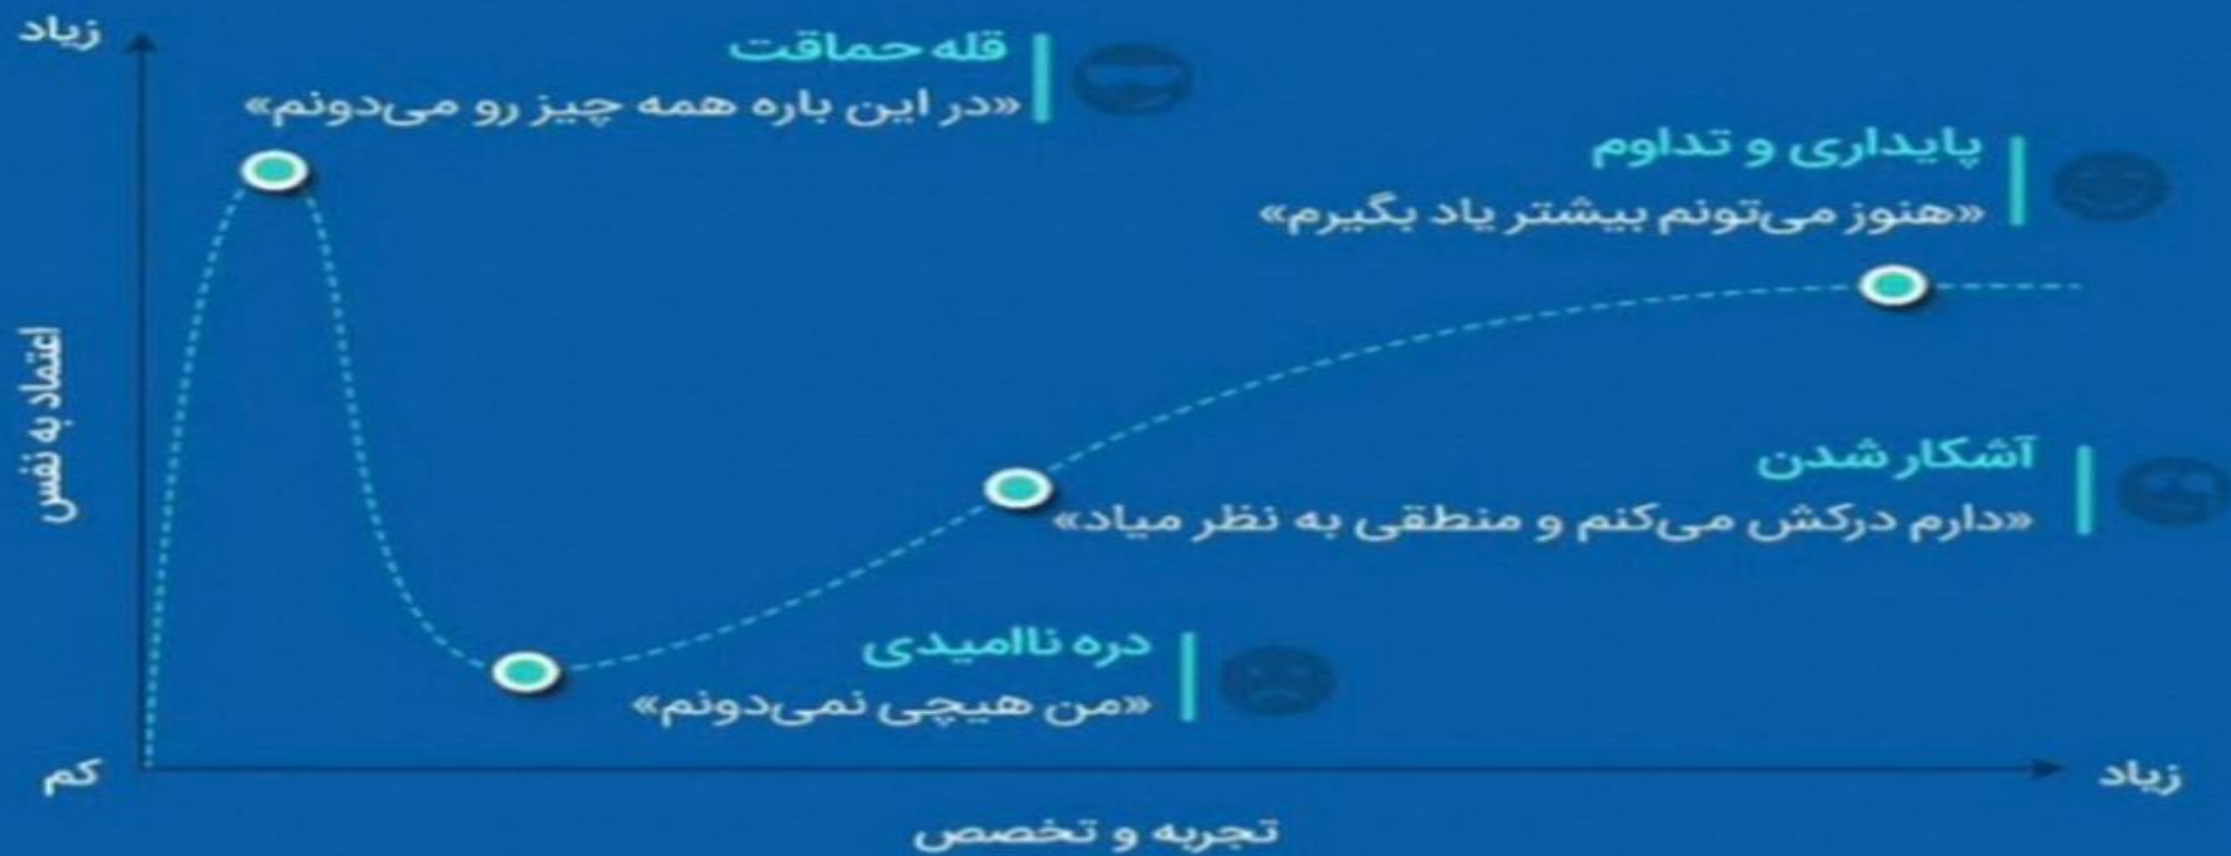 زیاد
قله حماقت
«در این باره همه چیز رو می‌دونم»
پایداری و تداوم
«هنوز می‌تونم بیشتر یاد بگیرم»
اعتماد به نفس
آشکار شدن
«دارم درکش می‌کنم و منطقی به نظر میاد»
دره ناامیدی
«من هیچی نمی‌دونم»
کم
زیاد
تجربه و تخصص